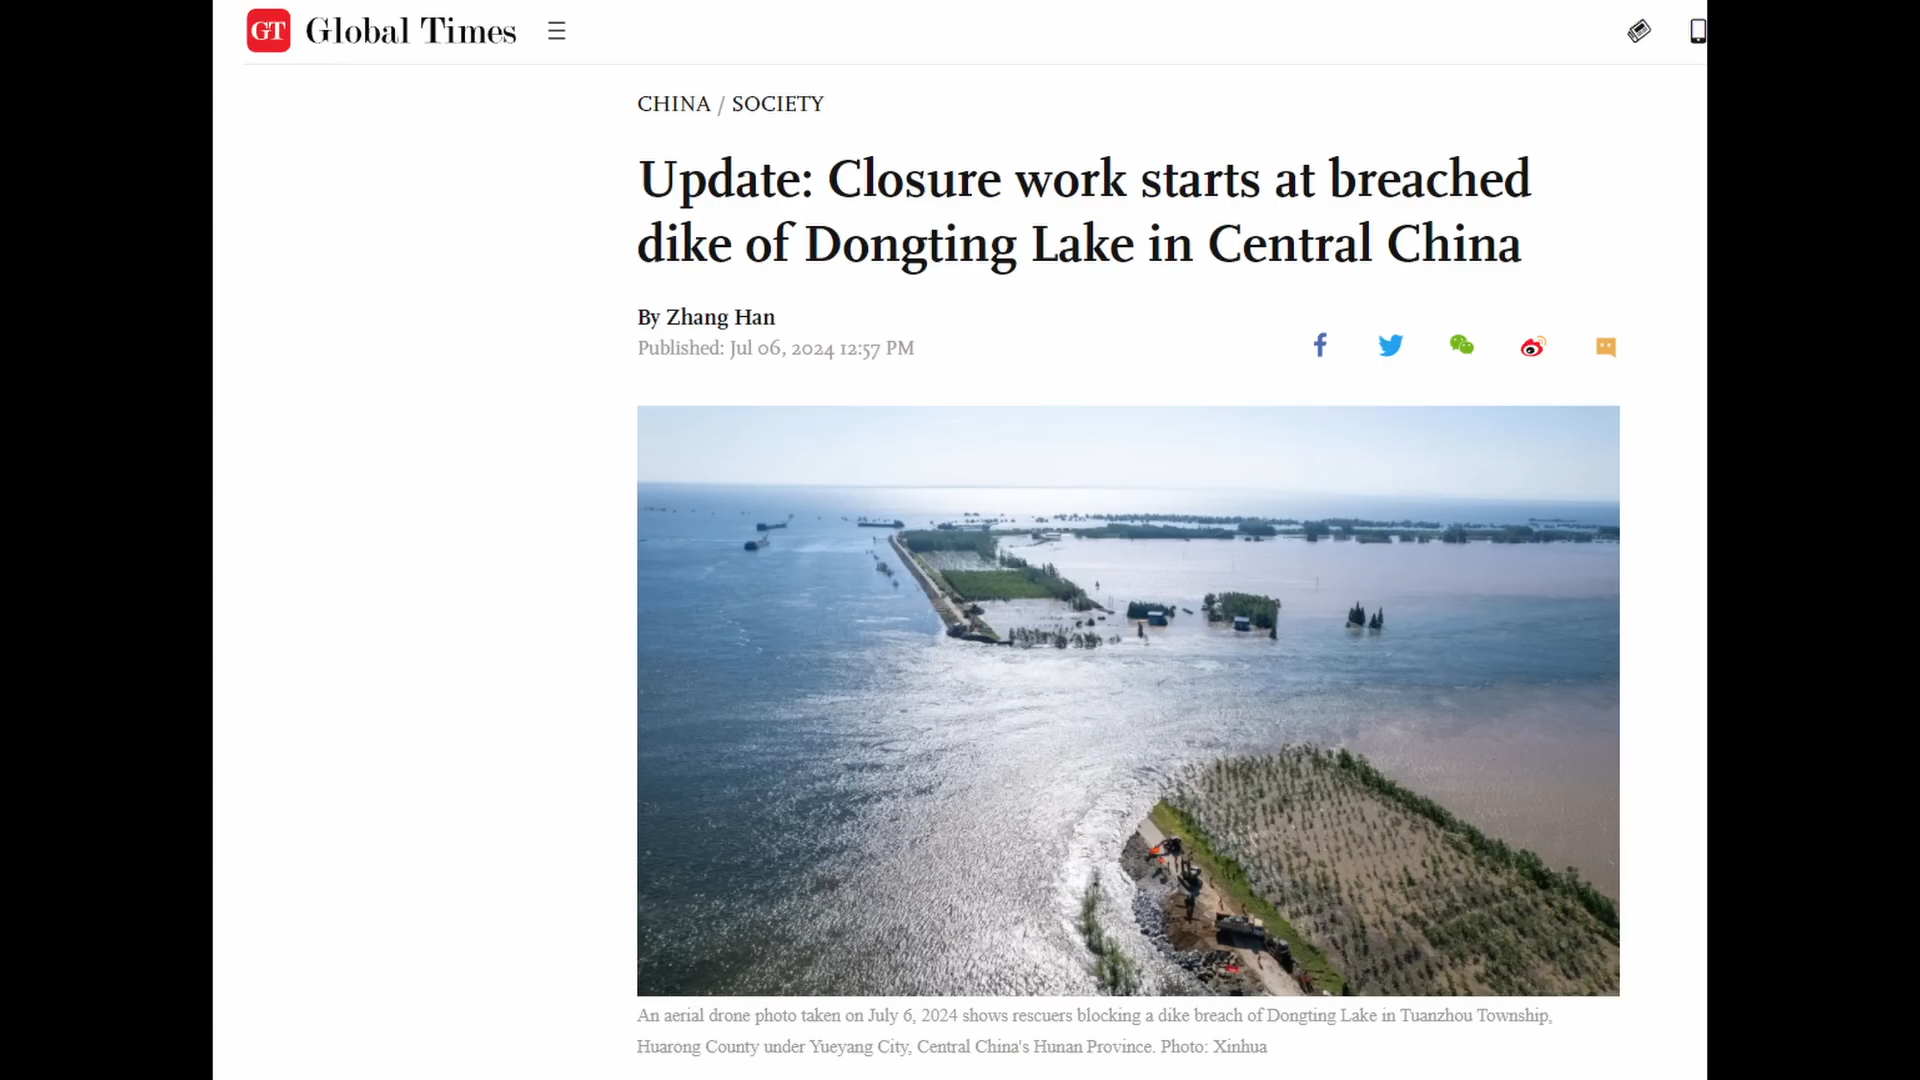 GT Global Times
CHINA / SOCIETY
Update: Closure work starts at breached
dike of Dongting Lake in Central China
By Zhang Han
Published: Jul 06, 2024 12:57 PM
An aerial drone photo taken on July 6, 2024 shows rescuers blocking a dike breach of Dongting Lake in Tuanzhou Township,
Huarong County under Yueyang City, Central China's Hunan Province. Photo: Xinhua